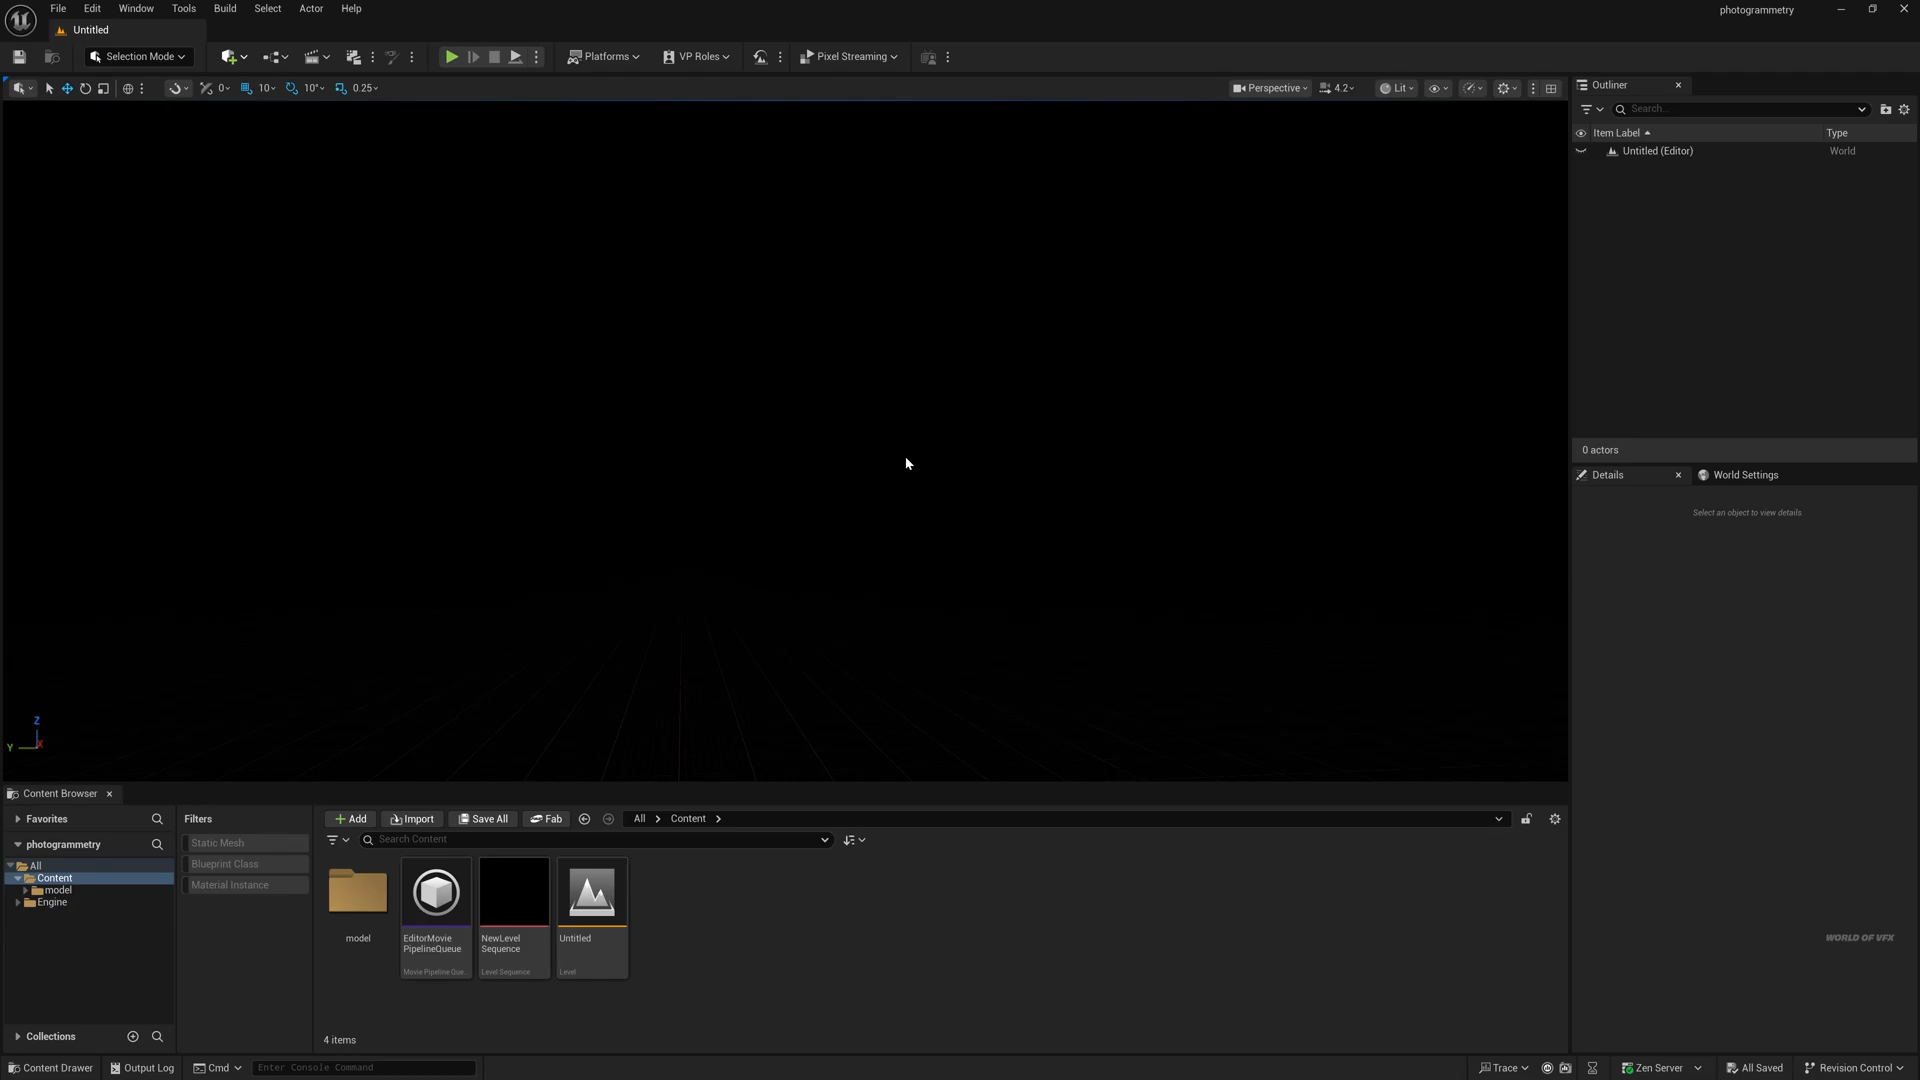 File Edit Window Tools Build Select Actor Help
photogrammetry
Untitled
Selection Mode
Platforms
VP Roles
Pixel Streaming
0
10
10°
0.25
Perspective
4.2
Lit
Outliner
Search...
Item Label
Type
Untitled (Editor)
World
0 actors
Details
World Settings
Select an object to view details
Z
Y
X
Content Browser
Favorites
Filters
Add
Import
Save All
Fab
All
Content
photogrammetry
Static Mesh
Search Content
All
Blueprint Class
Content
Material Instance
model
Engine
model
EditorMovie
PipelineQueue
Movie Pipeline Que...
NewLevel
Sequence
Level Sequence
Untitled
Level
WORLD OF VFX
Collections
4 items
Content Drawer
Output Log
Cmd
Enter Console Command
Trace
Zen Server
All Saved
Revision Control